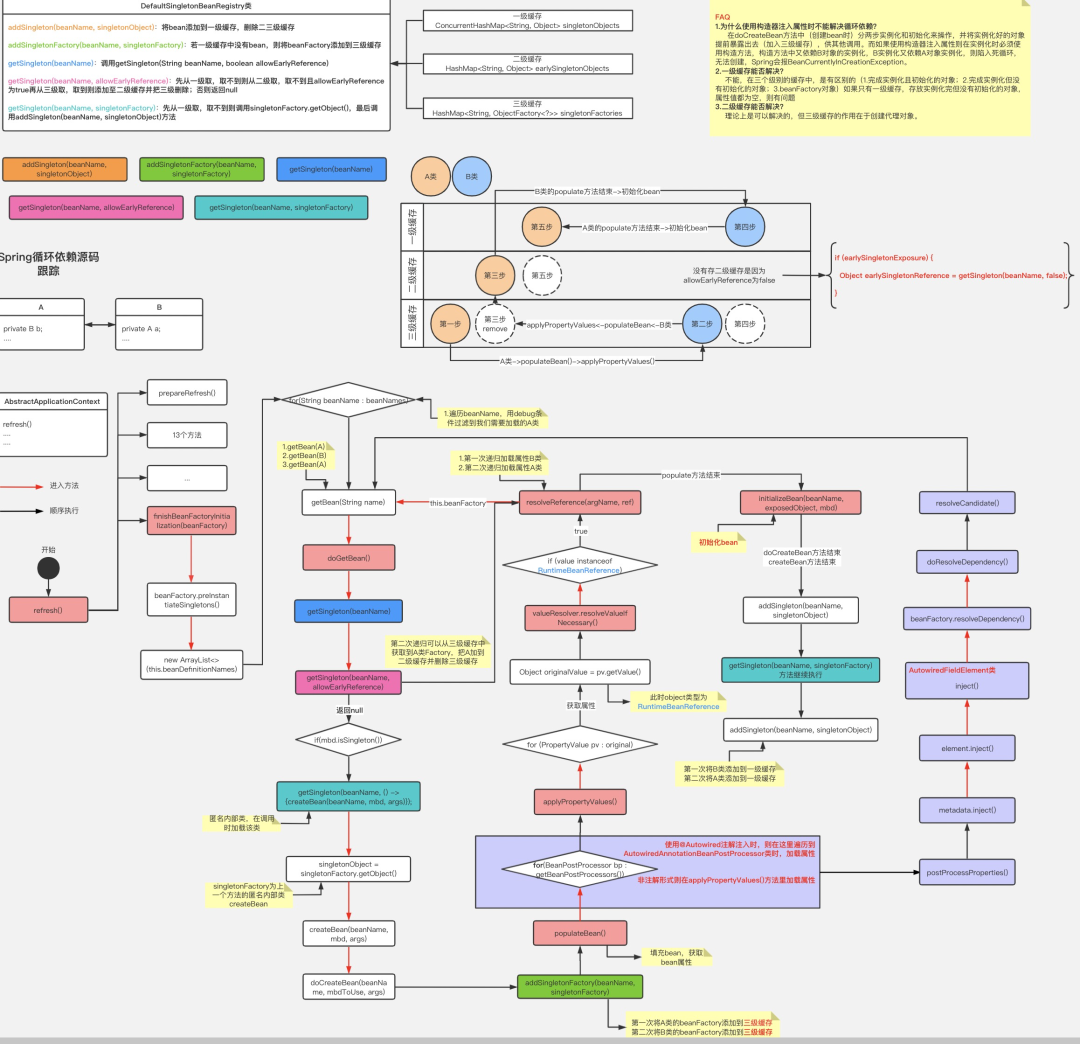 DefaultSingletonBeanRegistry类
addSingleton(beanName, singletonObject)：将bean添加到一级缓存，删除二三级缓存
addSingletonFactory(beanName, singletonFactory)：若一级缓存中没有bean，则将beanFactory添加到三级缓存
getSingleton(beanName)：调用getSingleton(String beanName, boolean allowEarlyReference)
getSingleton(beanName, allowEarlyReference)：先从一级取，取不到则从二级取，取不到且allowEarlyReference
为true再从三级取，取到则添加至二级缓存并把三级删除；否则返回null
getSingleton(beanName, singletonFactory)：先从一级取，取不到则调用singletonFactory.getObject()，最后调
用addSingleton(beanName, singletonObject)方法
一级缓存
ConcurrentHashMap<String, Object> singletonObjects
二级缓存
HashMap<String, Object> earlySingletonObjects
三级缓存
HashMap<String, ObjectFactory<?>> singletonFactories
FAQ
1.为什么使用构造器注入属性时不能解决循环依赖?
在doCreateBean方法中（创建bean时）分两步实例化和初始化来操作，并将实例化好的对象
提前暴露出去（加入三级缓存），供其他调用。而如果使用构造器注入属性则在实例化时必须使
用构造方法，构造方法中又依赖B对象的实例化，B实例化又依赖A对象的实例化，则陷入死循环，
无法创建，Spring会报BeanCurrentlyInCreationException。
2.一级缓存能否解决?
不能，在三个级别的缓存中，是有区别的（1.完成实例化且初始化的对象；2.完成实例化但没
有初始化的对象；3.beanFactory对象) 如果只有一级缓存，存放实例化完但没有初始化的对象，
属性值都为空，则有问题
3.二级缓存能否解决?
理论上是可以解决的，但三级缓存的作用在于创建代理对象。
addSingleton(beanName,
singletonObject)
addSingletonFactory(beanName,
singletonFactory)
getSingleton(beanName)
getSingleton(beanName, allowEarlyReference)
getSingleton(beanName, singletonFactory)
A类
B类
B类的populate方法结束->初始化bean
一级缓存
第五步
A类的populate方法结束->初始化bean
第四步
二级缓存
第三步
第五步
没有存二级缓存是因为
allowEarlyReference为false
if (earlySingletonExposure) {
Object earlySingletonReference = getSingleton(beanName, false);
}
三级缓存
第一步
第三步
remove
applyPropertyValues<-populateBean<-B类
第二步
第四步
A类->populateBean()->applyPropertyValues()
Spring循环依赖源码
跟踪
A
private B b;
....
B
private A a;
....
AbstractApplicationContext
refresh()
....
....
进入方法
顺序执行
开始
refresh()
prepareRefresh()
13个方法
...
finishBeanFactoryInitia
lization(beanFactory)
beanFactory.preInstan
tiateSingletons()
new ArrayList<>
(this.beanDefinitionNames)
for(String beanName : beanNames)
1.遍历beanName，用debug条
件过滤到我们需要加载的A类
1.getBean(A)
2.getBean(B)
3.getBean(A)
getBean(String name)
this.beanFactory
doGetBean()
getSingleton(beanName)
第二次递归可以从三级缓存中
获取到A类Factory，把A加到
二级缓存并删除三级缓存
getSingleton(beanName,
allowEarlyReference)
返回null
if(mbd.isSingleton())
getSingleton(beanName, () ->
{createBean(beanName, mbd, args)});
匿名内部类，在调用
时加载该类
singletonObject =
singletonFactory.getObject()
singletonFactory为上
一个方法的匿名内部类
createBean
createBean(beanName,
mbd, args)
doCreateBean(beanNa
me, mbdToUse, args)
1.第一次递归加载属性B类
2.第二次递归加载属性A类
resolveReference(argName, ref)
populate方法结束
true
if (value instanceof
RuntimeBeanReference)
valueResolver.resolveValueIf
Necessary()
Object originalValue = pv.getValue()
此时object类型为
RuntimeBeanReference
获取属性
for (PropertyValue pv : original)
applyPropertyValues()
使用@Autowired注解注入时，则在这里遍历到
AutowiredAnnotationBeanPostProcessor类时，加载属性
for(BeanPostProcessor bp :
getBeanPostProcessors())
非注解形式则在applyPropertyValues()方法里加载属性
populateBean()
填充bean，获取
bean属性
addSingletonFactory(beanName,
singletonFactory)
第一次将A类的beanFactory添加到三级缓存
第二次将B类的beanFactory添加到三级缓存
initializeBean(beanName,
exposedObject, mbd)
初始化bean
doCreateBean方法结束
createBean方法结束
addSingleton(beanName,
singletonObject)
getSingleton(beanName, singletonFactory)
方法继续执行
addSingleton(beanName, singletonObject)
第一次将B类添加到一级缓存
第二次将A类添加到一级缓存
resolveCandidate()
doResolveDependency()
beanFactory.resolveDependency()
AutowiredFieldElement类
inject()
element.inject()
metadata.inject()
postProcessProperties()